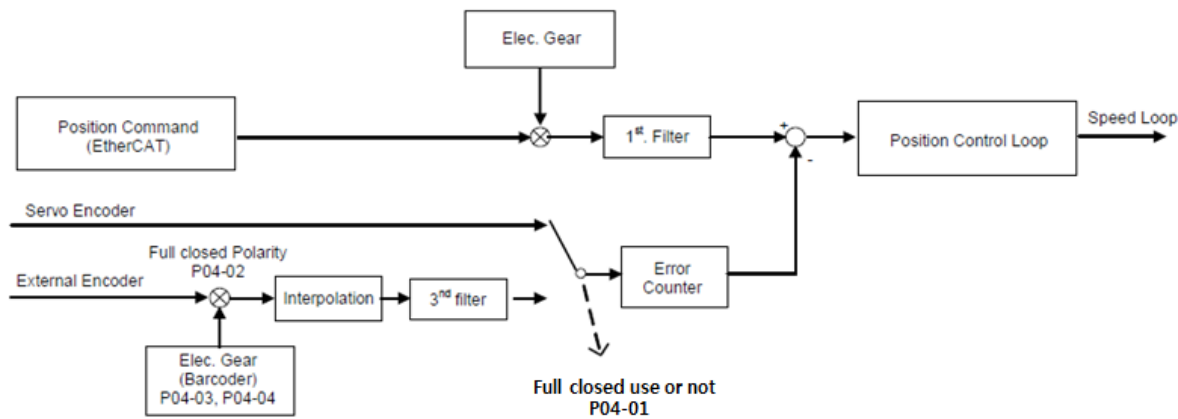 Elec. Gear
Position Command
(EtherCAT)
1st. Filter
+
-
Position Control Loop
Speed Loop
Servo Encoder
Full closed Polarity
P04-02
External Encoder
Interpolation
3nd filter
Error
Counter
Elec. Gear
(Barcoder)
P04-03, P04-04
Full closed use or not
P04-01